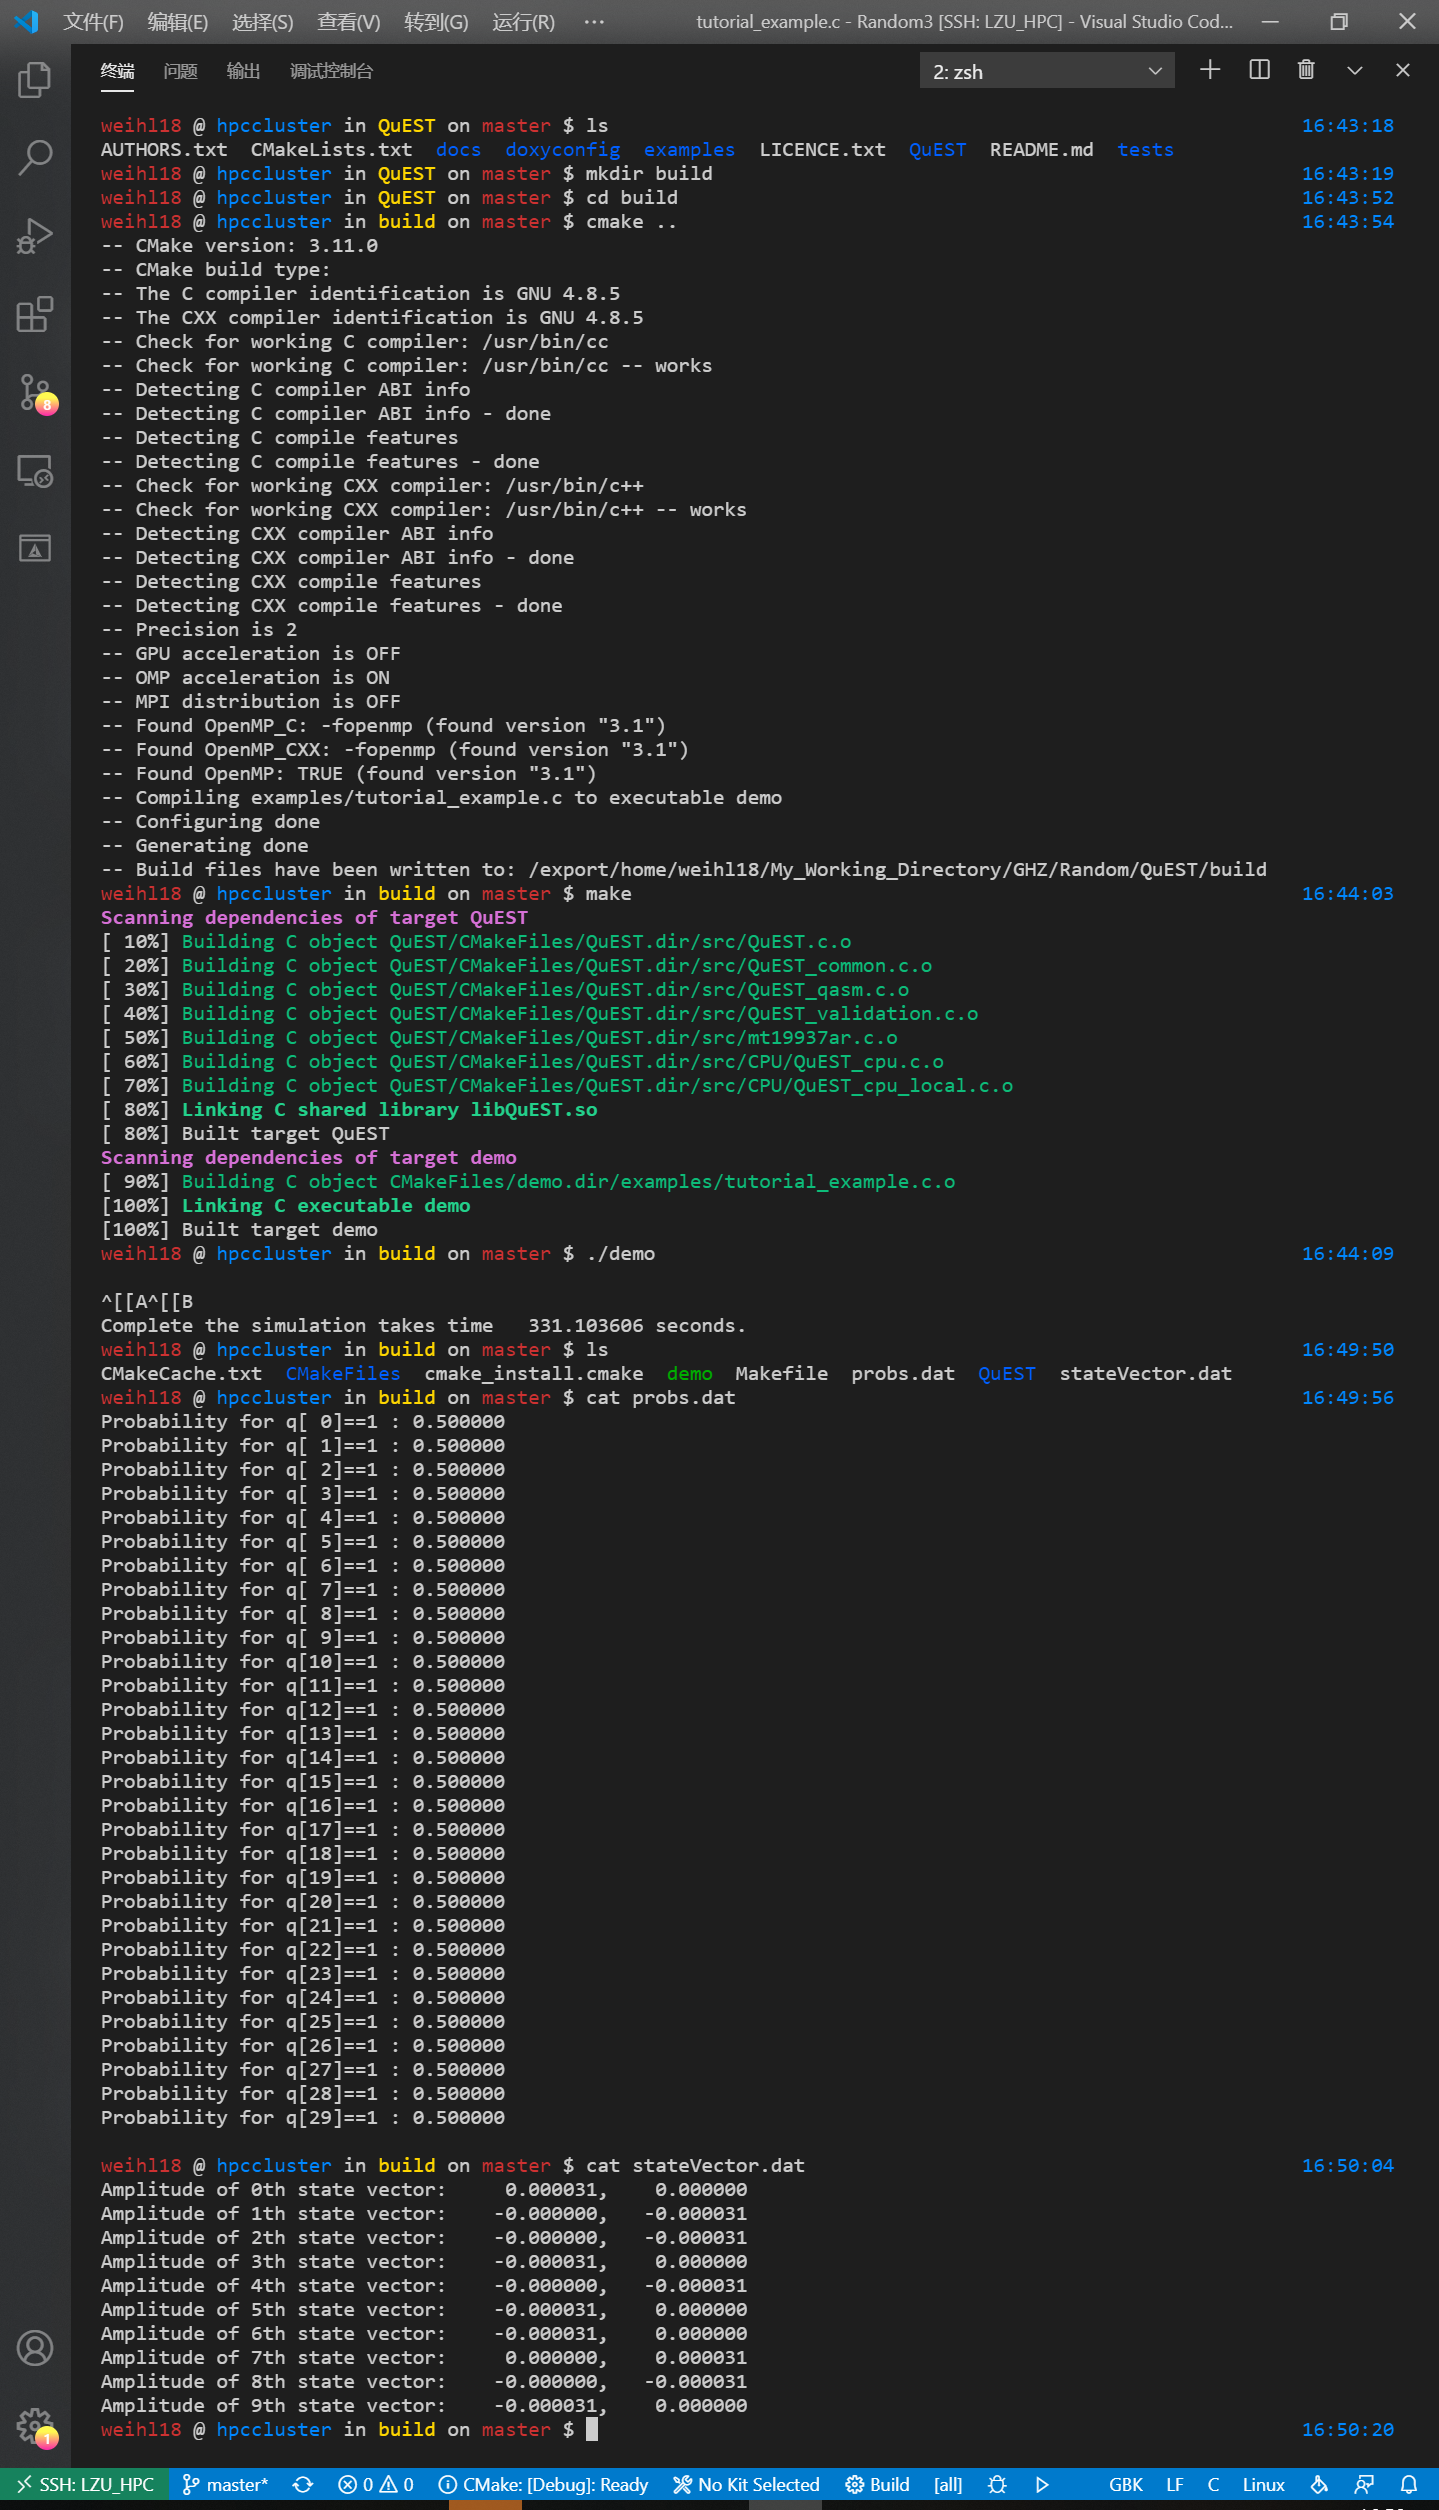 文件(F) 编辑(E) 选择(S) 查看(V) 转到(G) 运行(R) ··· tutorial_example.c - Random3 [SSH: LZU_HPC] - Visual Studio Cod...
终端 问题 输出 调试控制台 2: zsh
weihl18 @ hpccluster in QuEST on master $ ls 16:43:18
AUTHORS.txt CMakeLists.txt docs doxyconfig examples LICENCE.txt QuEST README.md tests
weihl18 @ hpccluster in QuEST on master $ mkdir build 16:43:19
weihl18 @ hpccluster in QuEST on master $ cd build 16:43:52
weihl18 @ hpccluster in build on master $ cmake .. 16:43:54
-- CMake version: 3.11.0
-- CMake build type:
-- The C compiler identification is GNU 4.8.5
-- The CXX compiler identification is GNU 4.8.5
-- Check for working C compiler: /usr/bin/cc
-- Check for working C compiler: /usr/bin/cc -- works
-- Detecting C compiler ABI info
-- Detecting C compiler ABI info - done
-- Detecting C compile features
-- Detecting C compile features - done
-- Check for working CXX compiler: /usr/bin/c++
-- Check for working CXX compiler: /usr/bin/c++ -- works
-- Detecting CXX compiler ABI info
-- Detecting CXX compiler ABI info - done
-- Detecting CXX compile features
-- Detecting CXX compile features - done
-- Precision is 2
-- GPU acceleration is OFF
-- OMP acceleration is ON
-- MPI distribution is OFF
-- Found OpenMP_C: -fopenmp (found version "3.1")
-- Found OpenMP_CXX: -fopenmp (found version "3.1")
-- Found OpenMP: TRUE (found version "3.1")
-- Compiling examples/tutorial_example.c to executable demo
-- Configuring done
-- Generating done
-- Build files have been written to: /export/home/weihl18/My_Working_Directory/GHZ/Random/QuEST/build
weihl18 @ hpccluster in build on master $ make 16:44:03
Scanning dependencies of target QuEST
[ 10%] Building C object QuEST/CMakeFiles/QuEST.dir/src/QuEST.c.o
[ 20%] Building C object QuEST/CMakeFiles/QuEST.dir/src/QuEST_common.c.o
[ 30%] Building C object QuEST/CMakeFiles/QuEST.dir/src/QuEST_qasm.c.o
[ 40%] Building C object QuEST/CMakeFiles/QuEST.dir/src/QuEST_validation.c.o
[ 50%] Building C object QuEST/CMakeFiles/QuEST.dir/src/mt19937ar.c.o
[ 60%] Building C object QuEST/CMakeFiles/QuEST.dir/src/CPU/QuEST_cpu.c.o
[ 70%] Building C object QuEST/CMakeFiles/QuEST.dir/src/CPU/QuEST_cpu_local.c.o
[ 80%] Linking C shared library libQuEST.so
[ 80%] Built target QuEST
Scanning dependencies of target demo
[ 90%] Building C object CMakeFiles/demo.dir/examples/tutorial_example.c.o
[100%] Linking C executable demo
[100%] Built target demo
weihl18 @ hpccluster in build on master $ ./demo 16:44:09
^[[A^[[B
Complete the simulation takes time 331.103606 seconds.
weihl18 @ hpccluster in build on master $ ls 16:49:50
CMakeCache.txt CMakeFiles cmake_install.cmake demo Makefile probs.dat QuEST stateVector.dat
weihl18 @ hpccluster in build on master $ cat probs.dat 16:49:56
Probability for q[ 0]==1 : 0.500000
Probability for q[ 1]==1 : 0.500000
Probability for q[ 2]==1 : 0.500000
Probability for q[ 3]==1 : 0.500000
Probability for q[ 4]==1 : 0.500000
Probability for q[ 5]==1 : 0.500000
Probability for q[ 6]==1 : 0.500000
Probability for q[ 7]==1 : 0.500000
Probability for q[ 8]==1 : 0.500000
Probability for q[ 9]==1 : 0.500000
Probability for q[10]==1 : 0.500000
Probability for q[11]==1 : 0.500000
Probability for q[12]==1 : 0.500000
Probability for q[13]==1 : 0.500000
Probability for q[14]==1 : 0.500000
Probability for q[15]==1 : 0.500000
Probability for q[16]==1 : 0.500000
Probability for q[17]==1 : 0.500000
Probability for q[18]==1 : 0.500000
Probability for q[19]==1 : 0.500000
Probability for q[20]==1 : 0.500000
Probability for q[21]==1 : 0.500000
Probability for q[22]==1 : 0.500000
Probability for q[23]==1 : 0.500000
Probability for q[24]==1 : 0.500000
Probability for q[25]==1 : 0.500000
Probability for q[26]==1 : 0.500000
Probability for q[27]==1 : 0.500000
Probability for q[28]==1 : 0.500000
Probability for q[29]==1 : 0.500000
weihl18 @ hpccluster in build on master $ cat stateVector.dat 16:50:04
Amplitude of 0th state vector: 0.000031, 0.000000
Amplitude of 1th state vector: -0.000000, -0.000031
Amplitude of 2th state vector: -0.000000, -0.000031
Amplitude of 3th state vector: -0.000031, 0.000000
Amplitude of 4th state vector: -0.000000, -0.000031
Amplitude of 5th state vector: -0.000031, 0.000000
Amplitude of 6th state vector: -0.000031, 0.000000
Amplitude of 7th state vector: 0.000000, 0.000031
Amplitude of 8th state vector: -0.000000, -0.000031
Amplitude of 9th state vector: -0.000031, 0.000000
weihl18 @ hpccluster in build on master $ 16:50:20
8
1
SSH: LZU_HPC master* 0 0 CMake: [Debug]: Ready No Kit Selected Build [all] GBK LF C Linux